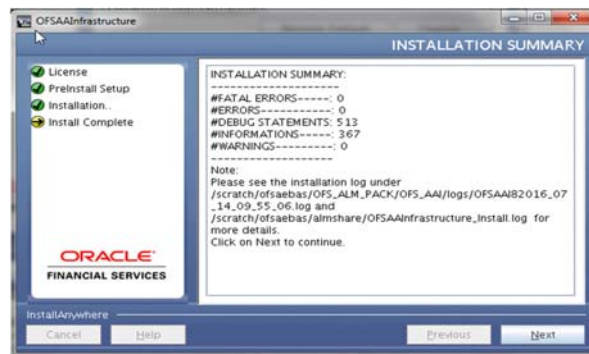 OFSAAInfrastructure
INSTALLATION SUMMARY
License
PreInstall Setup
Installation..
Install Complete
ORACLE
FINANCIAL SERVICES
INSTALLATION SUMMARY:
-------------------
#FATAL ERRORS-----: 0
#ERRORS-----------: 0
#DEBUG STATEMENTS: 513
#INFORMATIONS-----: 367
#WARNINGS---------: 0
-------------------
Note:
Please see the installation log under
/scratch/ofsaebas/OFS_ALM_PACK/OFS_AAI/logs/OFSAAI82016_07
_14_09_55_06.log and
/scratch/ofsaebas/almshare/OFSAAInfrastructure_Install.log for
more details.
Click on Next to continue.
InstallAnywhere
Cancel
Help
Previous
Next